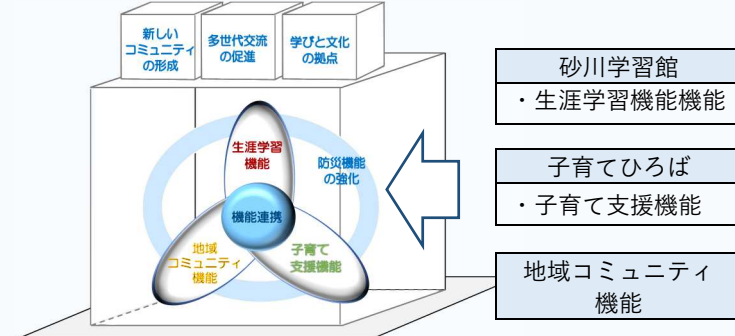 新しい
コミュニティ
の形成
多世代交流
の促進
学びと文化
の拠点
生涯学習
機能
防災機能
の強化
機能連携
地域
コミュニティ
機能
子育て
支援機能
砂川学習館
・生涯学習機能機能
子育てひろば
・子育て支援機能
地域コミュニティ
機能